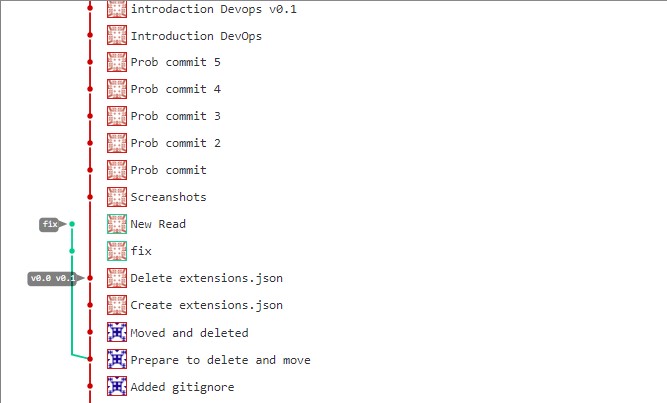 introdaction Devops v0.1
Introduction DevOps
Prob commit 5
Prob commit 4
Prob commit 3
Prob commit 2
Prob commit
Screanshots
fix New Read
fix
v0.0 v0.1 Delete extensions.json
Create extensions.json
Moved and deleted
Prepare to delete and move
Added gitignore